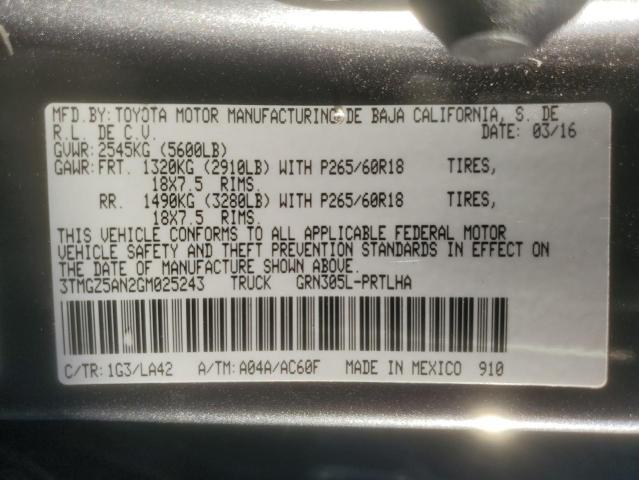 MFD.BY:TOYOTA MOTOR MANUFACTURING DE BAJA CALIFORNIA, S. DE
R.L. DE C.V. DATE: 03/16
GVWR:2545KG (5600LB)
GAWR:FRT. 1320KG (2910LB) WITH P265/60R18 TIRES,
18X7.5 RIMS.
RR. 1490KG (3280LB) WITH P265/60R18 TIRES,
18X7.5 RIMS.
THIS VEHICLE CONFORMS TO ALL APPLICABLE FEDERAL MOTOR
VEHICLE SAFETY AND THEFT PREVENTION STANDARDS IN EFFECT ON
THE DATE OF MANUFACTURE SHOWN ABOVE.
3TMGZ5AN2GM025243 TRUCK GRN305L-PRTLHA
C/TR:1G3/LA42 A/TM:A04A/AC60F MADE IN MEXICO 910